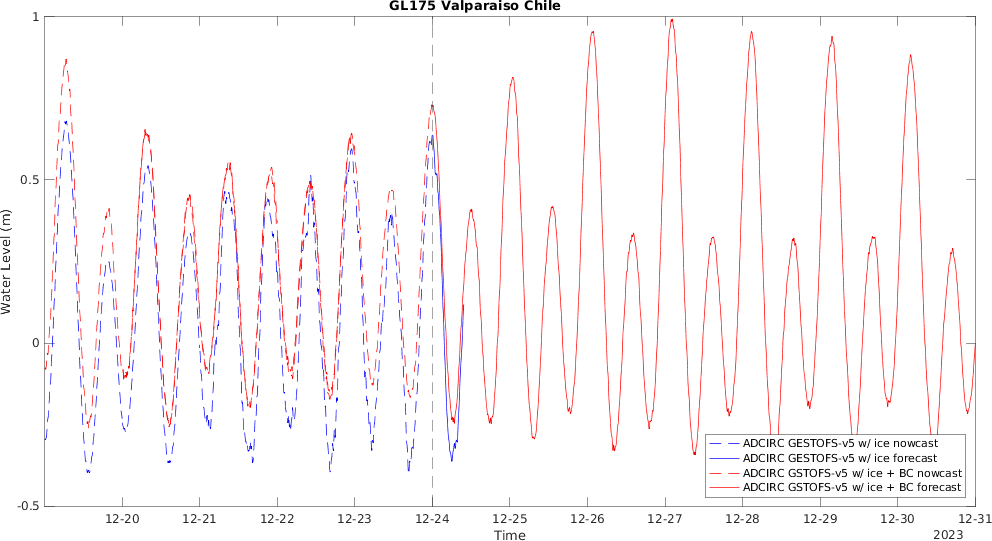 GL175 Valparaiso Chile
1
0.5
0
-0.5
Water Level (m)
12-20 12-21 12-22 12-23 12-24 12-25 12-26 12-27 12-28 12-29 12-30 12-31
Time
2023
ADCIRC GESTOFS-v5 w/ ice nowcast
ADCIRC GESTOFS-v5 w/ ice forecast
ADCIRC GSTOFS-v5 w/ ice + BC nowcast
ADCIRC GSTOFS-v5 w/ ice + BC forecast